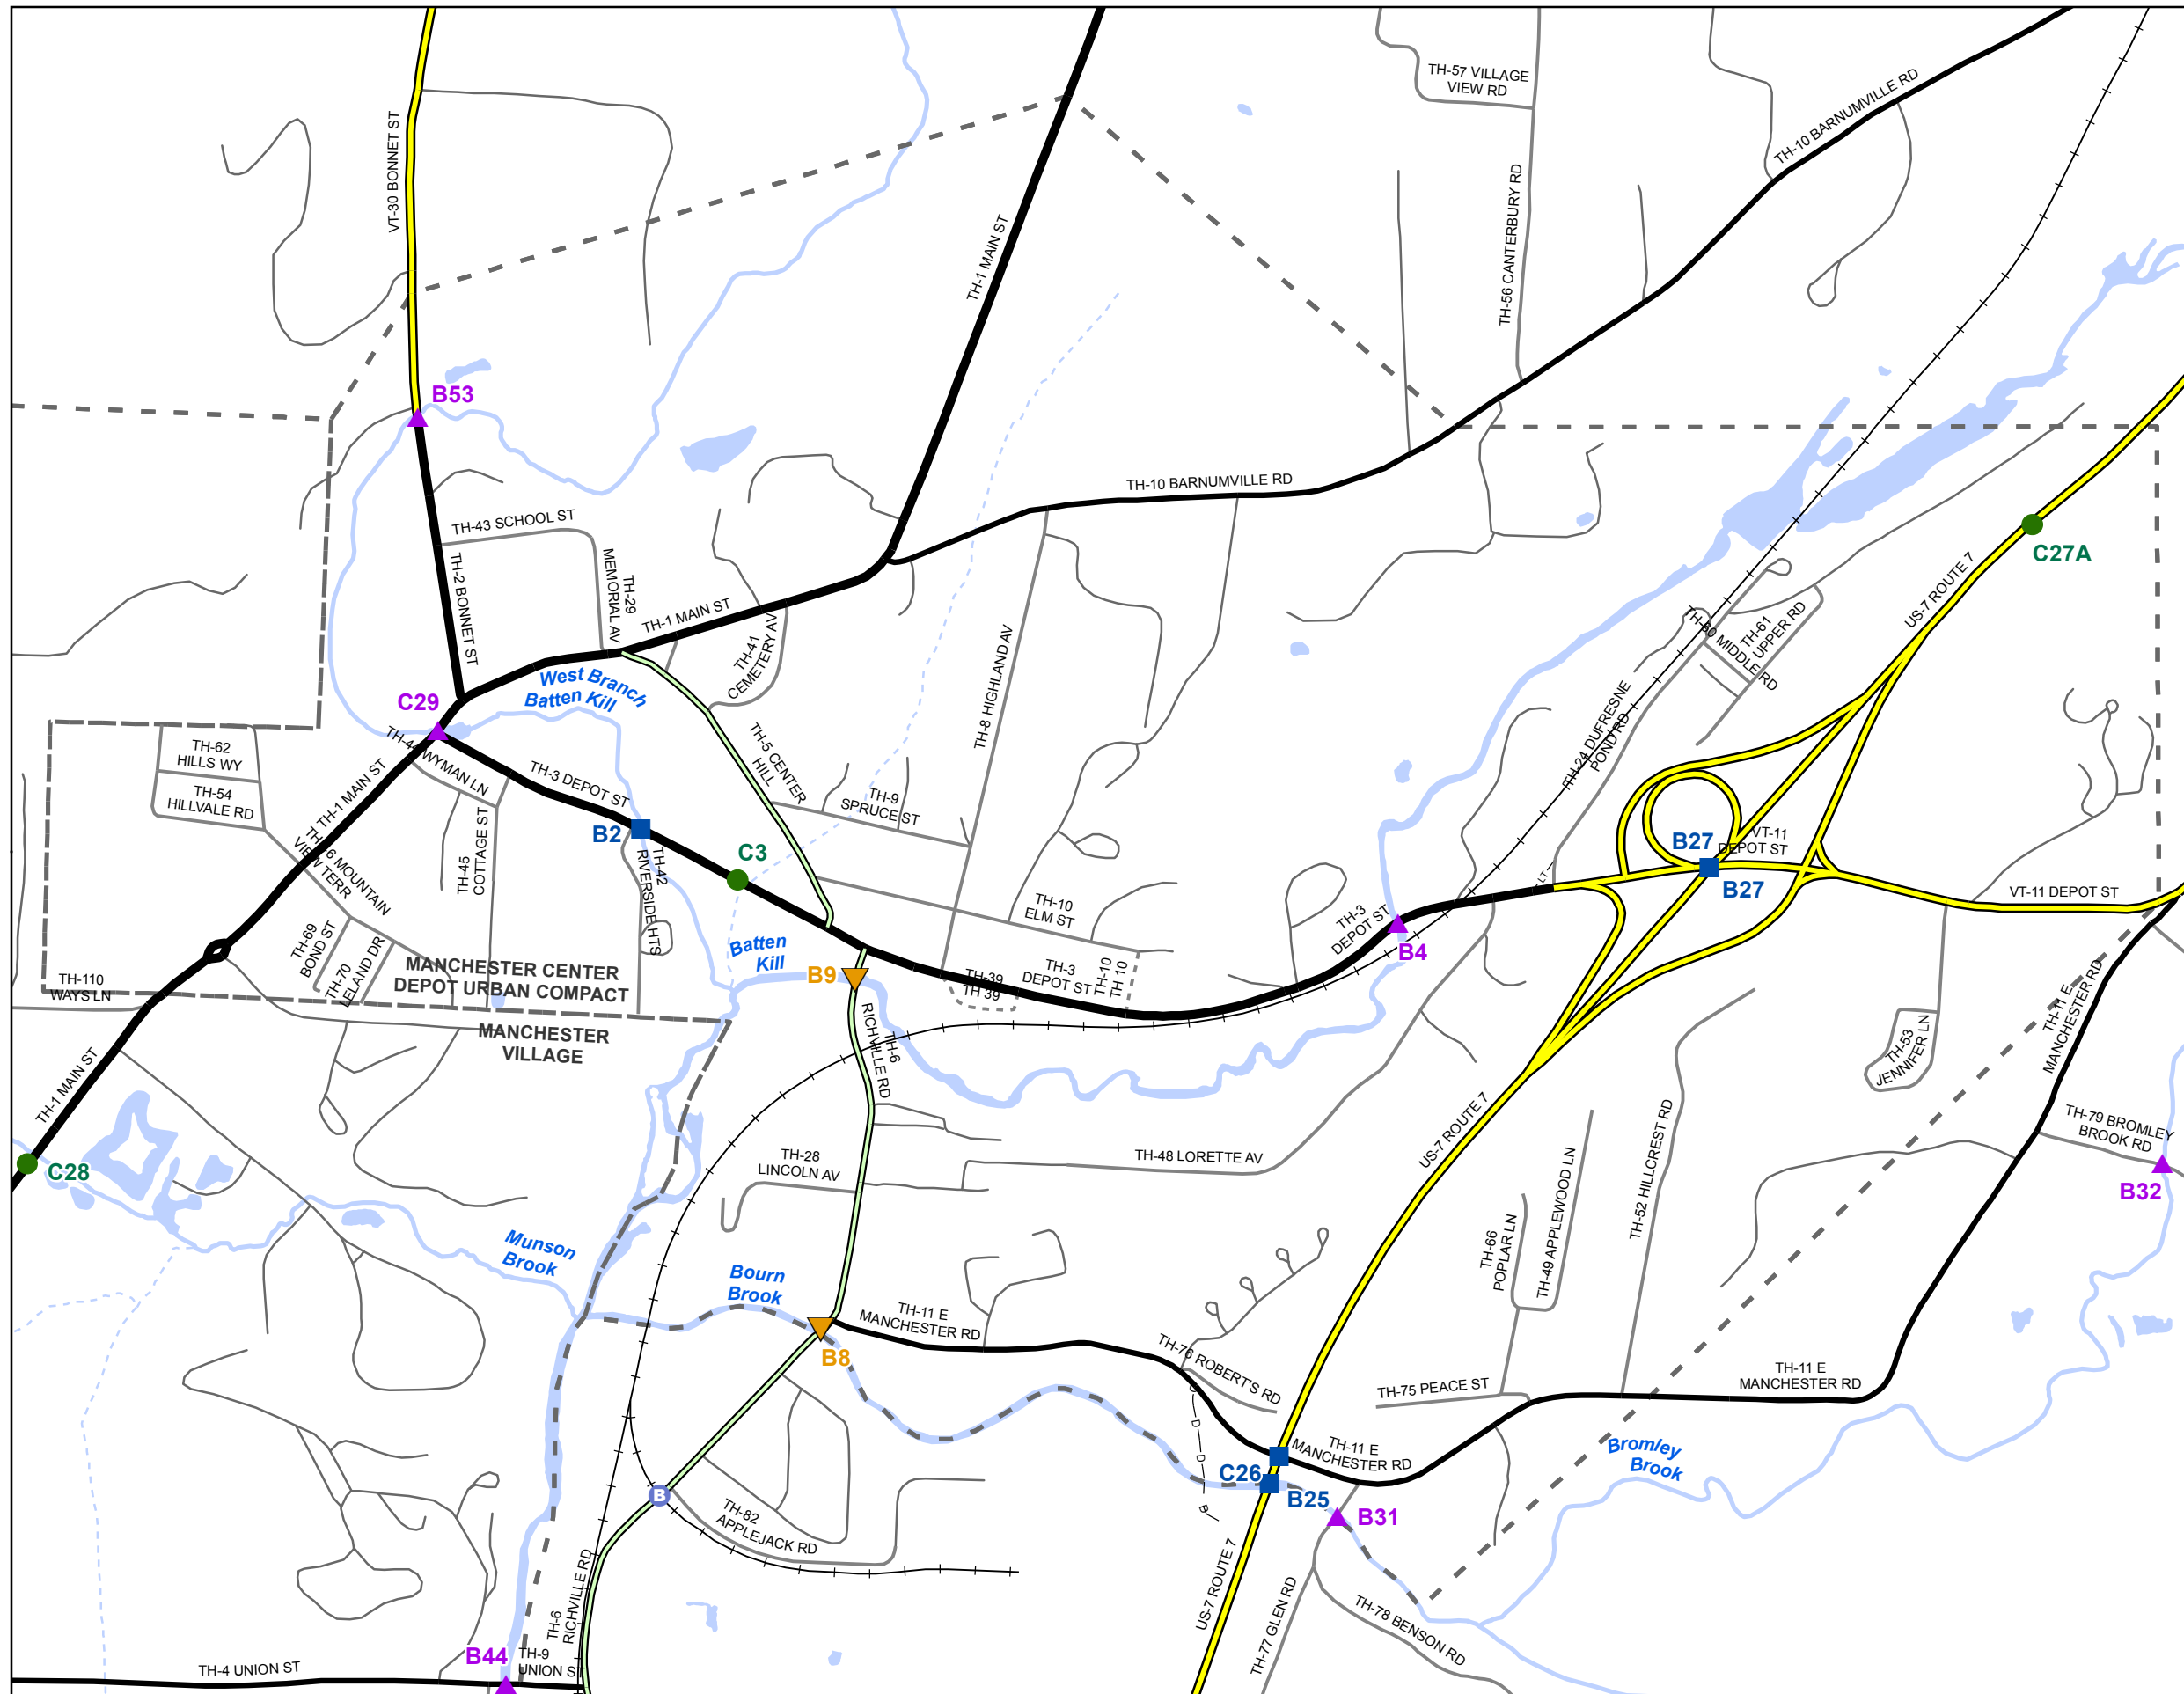 TH-57 VILLAGE
VIEW RD
TH-10 BARNUMVILLE RD
VT-30 BONNET ST
TH-1 MAIN ST
TH-56 CANTERBURY RD
B53
TH-10 BARNUMVILLE RD
TH-43 SCHOOL ST
C27A
TH-2 BONNET ST
TH-29
MEMORIAL AV
TH-1 MAIN ST
US-7 ROUTE 7
TH-41
CEMETERY AV
TH-8 HIGHLAND AV
TH-60 MIDDLE RD
TH-61
UPPER RD
West Branch
Batten Kill
C29
TH-24 DUFRESNE
POND RD
TH-62
HILLS WY
TH-44 WYMAN LN
TH-3 DEPOT ST
TH-5 CENTER
HILL
TH-54
HILLVALE RD
TH-1 MAIN ST
TH-9
SPRUCE ST
B2
B27
VT-11
DEPOT ST
C3
TH-45
COTTAGE ST
TH-42
RIVERSIDE HTS
TH-16 MOUNTAIN
VIEW TERR
B27
VT-11 DEPOT ST
LT
TH-10
ELM ST
TH-3
DEPOT ST
TH-69
BOND ST
TH-70
LELAND DR
Batten
Kill
B4
MANCHESTER CENTER
DEPOT URBAN COMPACT
B9
TH-39
TH 39
TH-3
DEPOT ST
TH-10
TH 10
TH-110
WAYS LN
MANCHESTER
VILLAGE
TH-6
RICHVILLE RD
TH-11 E
MANCHESTER RD
TH-53
JENNIFER LN
TH-1 MAIN ST
US-7 ROUTE 7
TH-79 BROMLEY
BROOK RD
C28
TH-28
LINCOLN AV
TH-48 LORETTE AV
TH-52 HILLCREST RD
B32
TH-66
POPLAR LN
TH-49 APPLEWOOD LN
Munson
Brook
Bourn
Brook
TH-11 E
MANCHESTER RD
B8
TH-76 ROBERT'S RD
TH-75 PEACE ST
TH-11 E
MANCHESTER RD
D
D
B
TH-11 E
MANCHESTER RD
Bromley
Brook
C26
B25
B31
B
TH-82
APPLEJACK RD
US-7 ROUTE 7
TH-77 GLEN RD
TH-78 BENSON RD
TH-6
RICHVILLE RD
B44
TH-9
UNION ST
TH-4 UNION ST